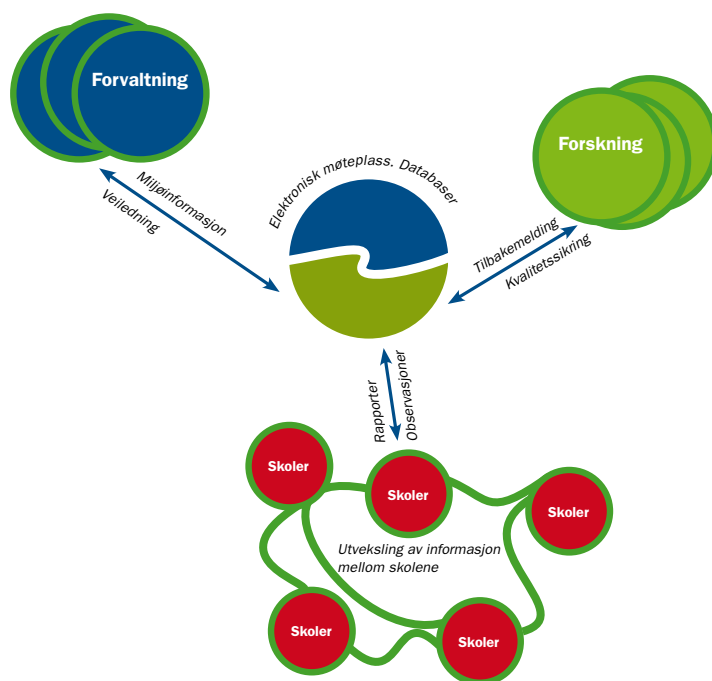 Forvaltning
Forskning
Elektronisk møteplass. Databaser
Miljøinformasjon
Veiledning
Tilbakemelding
Kvalitetssikring
Rapporter
Observasjoner
Skoler
Skoler
Skoler
Utveksling av informasjon
mellom skolene
Skoler
Skoler